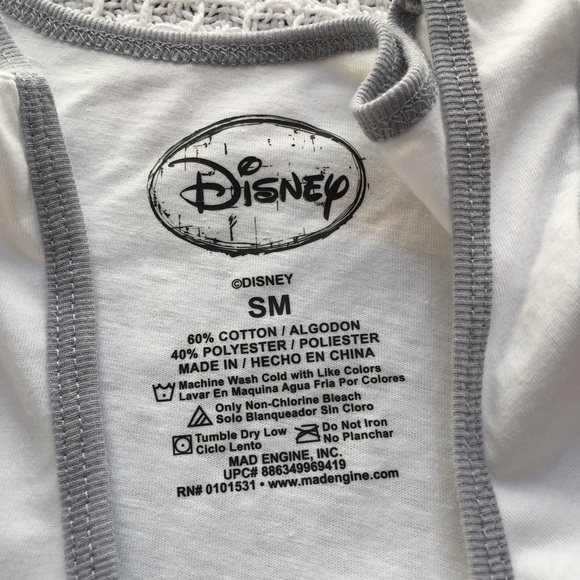 Disney
©DISNEY
SM
60% COTTON / ALGODON
40% POLYESTER / POLIESTER
MADE IN / HECHO EN CHINA
Machine Wash Cold with Like Colors
Lavar En Maquina Agua Fria Por Colores
Only Non-Chlorine Bleach
Solo Blanqueador Sin Cloro
Tumble Dry Low
Ciclo Lento
Do Not Iron
No Planchar
MAD ENGINE, INC.
UPC# 886349969419
RN# 0101531 • www.madengine.com